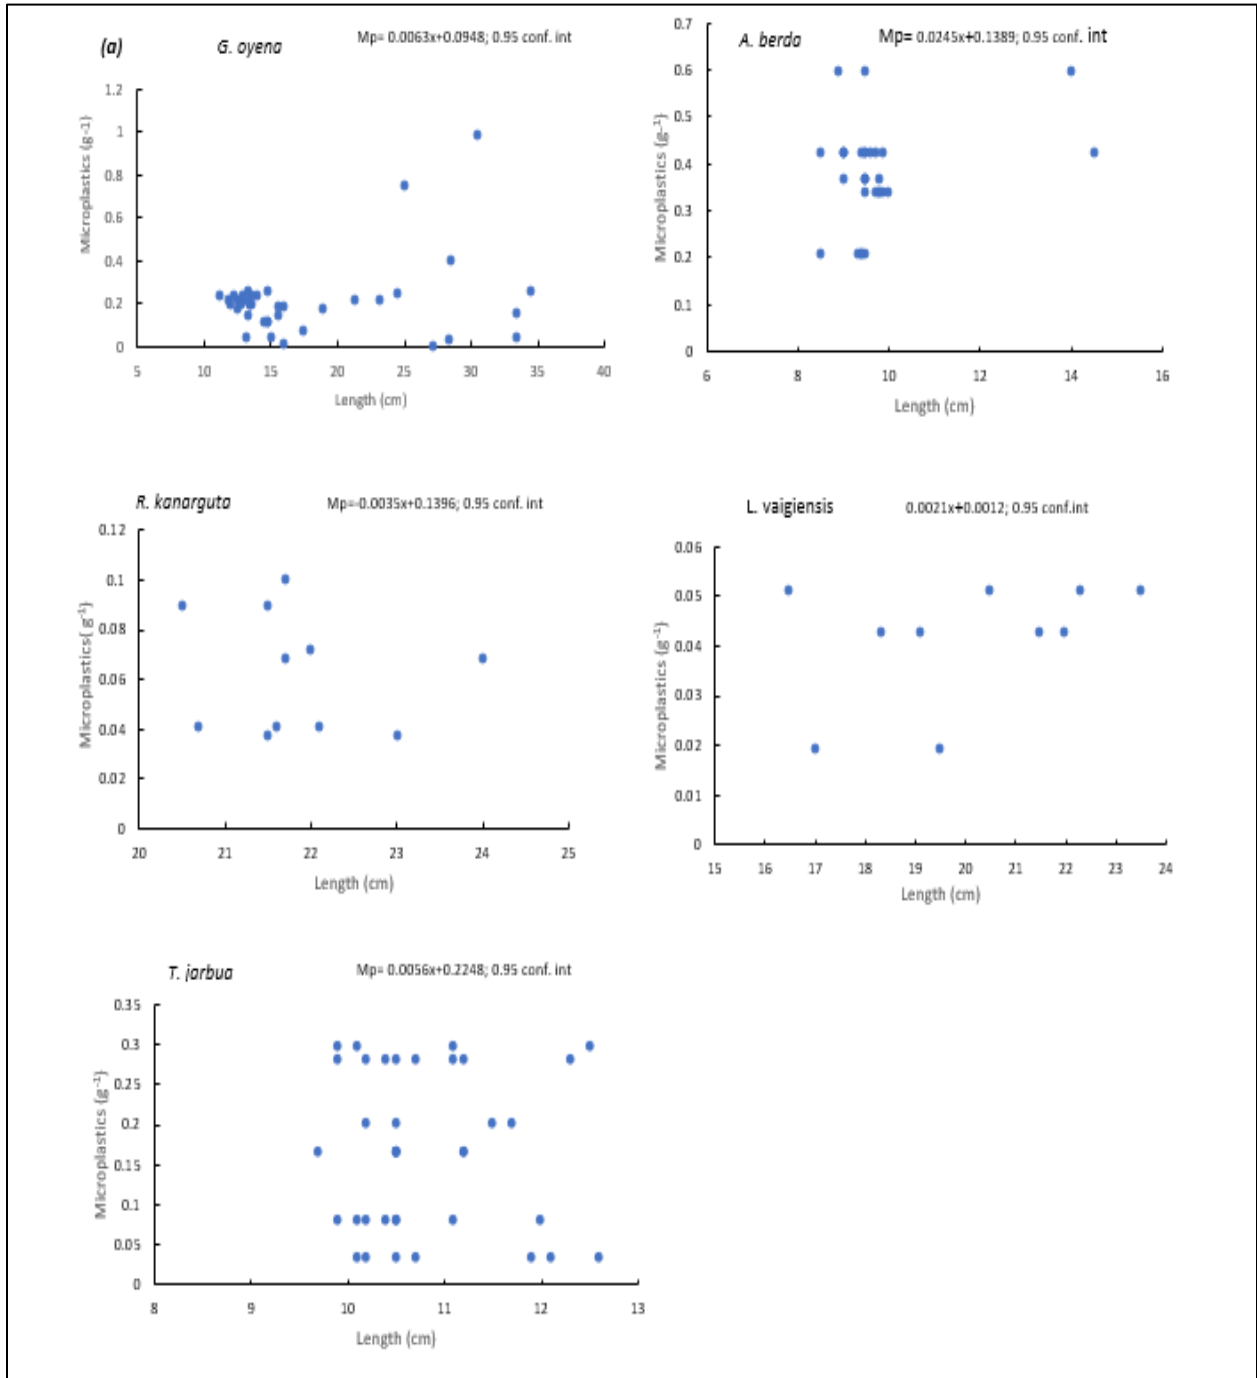 (a) G. oyena Mp= 0.0063x+0.0948; 0.95 conf. int
Microplastics (g-1)
1.2
1
0.8
0.6
0.4
0.2
0
5 10 15 20 25 30 35 40
Length (cm)
A. berda Mp= 0.0245x+0.1389; 0.95 conf. int
Microplastics (g-1)
0.7
0.6
0.5
0.4
0.3
0.2
0.1
0
6 8 10 12 14 16
Length (cm)
R. kanarguta Mp=-0.0035x+0.1396; 0.95 conf. int
Microplastics( g-1)
0.12
0.1
0.08
0.06
0.04
0.02
0
20 21 22 23 24 25
Length (cm)
L. vaigiensis 0.0021x+0.0012; 0.95 conf.int
Microplastics (g-1)
0.06
0.05
0.04
0.03
0.02
0.01
0
15 16 17 18 19 20 21 22 23 24
Length (cm)
T. jarbua Mp= 0.0056x+0.2248; 0.95 conf. int
Microplastics (g-1)
0.35
0.3
0.25
0.2
0.15
0.1
0.05
0
8 9 10 11 12 13
Length (cm)